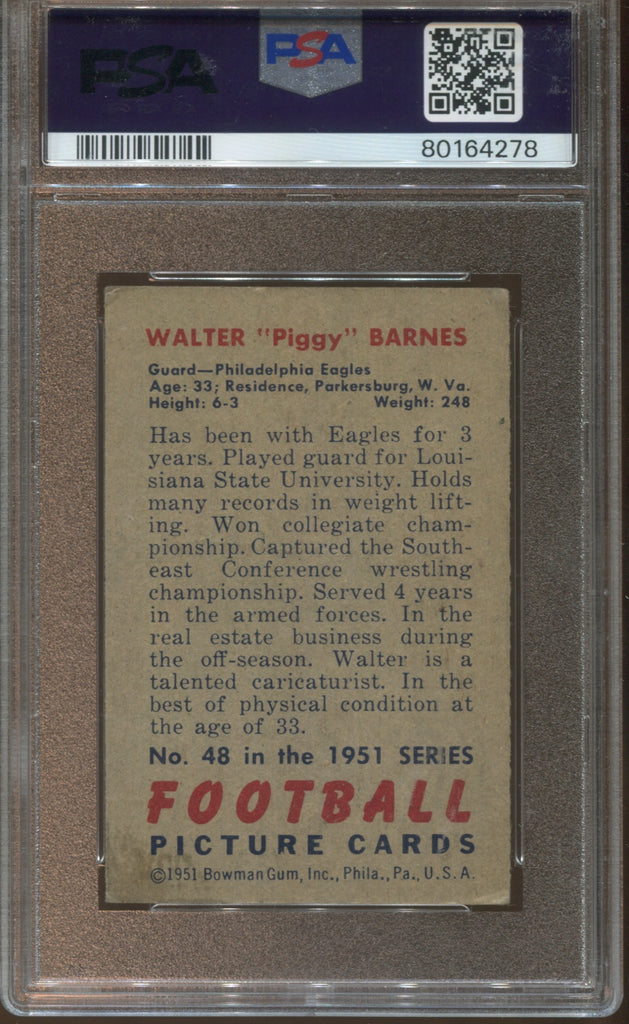 PSA PSA
80164278
WALTER "Piggy" BARNES
Guard—Philadelphia Eagles
Age: 33; Residence, Parkersburg, W. Va.
Height: 6-3 Weight: 248
Has been with Eagles for 3
years. Played guard for Loui-
siana State University. Holds
many records in weight lift-
ing. Won collegiate cham-
pionship. Captured the South-
east Conference wrestling
championship. Served 4 years
in the armed forces. In the
real estate business during
the off-season. Walter is a
talented caricaturist. In the
best of physical condition at
the age of 33.
No. 48 in the 1951 SERIES
FOOTBALL
PICTURE CARDS
©1951 Bowman Gum, Inc., Phila., Pa., U.S.A.